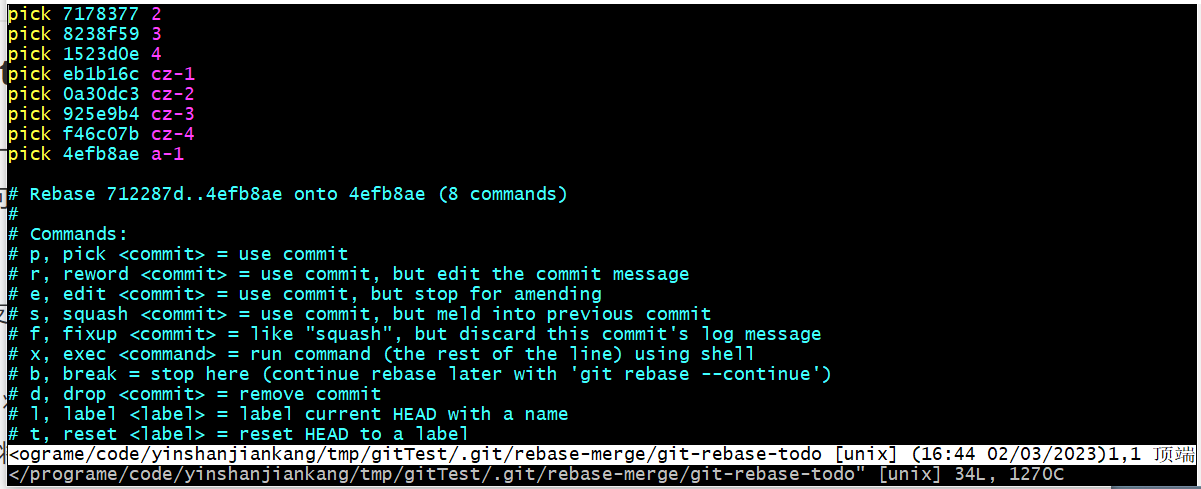 pick 7178377 2
pick 8238f59 3
pick 1523d0e 4
pick eb1b16c cz-1
pick 0a30dc3 cz-2
pick 925e9b4 cz-3
pick f46c07b cz-4
pick 4efb8ae a-1
# Rebase 712287d..4efb8ae onto 4efb8ae (8 commands)
#
# Commands:
# p, pick <commit> = use commit
# r, reword <commit> = use commit, but edit the commit message
# e, edit <commit> = use commit, but stop for amending
# s, squash <commit> = use commit, but meld into previous commit
# f, fixup <commit> = like "squash", but discard this commit's log message
# x, exec <command> = run command (the rest of the line) using shell
# b, break = stop here (continue rebase later with 'git rebase --continue')
# d, drop <commit> = remove commit
# l, label <label> = label current HEAD with a name
# t, reset <label> = reset HEAD to a label
<ograme/code/yinshanjiankang/tmp/gitTest/.git/rebase-merge/git-rebase-todo [unix] (16:44 02/03/2023)1,1 顶端
</programe/code/yinshanjiankang/tmp/gitTest/.git/rebase-merge/git-rebase-todo" [unix] 34L, 1270C